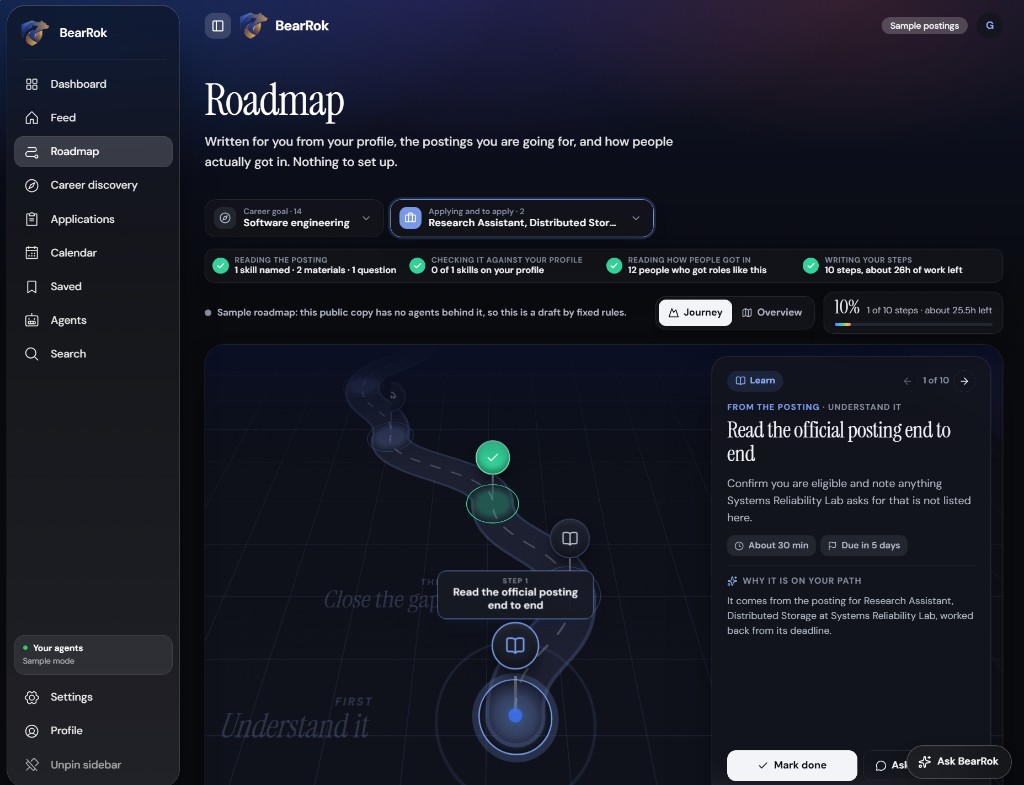 BearRok
BearRok
Sample postings
G
Dashboard
Feed
Roadmap
Career discovery
Applications
Calendar
Saved
Agents
Search
Your agents
Sample mode
Settings
Profile
Unpin sidebar
Roadmap
Written for you from your profile, the postings you are going for, and how people
actually got in. Nothing to set up.
Career goal · 14
Software engineering
Applying and to apply · 2
Research Assistant, Distributed Stor...
READING THE POSTING
1 skill named · 2 materials · 1 question
CHECKING IT AGAINST YOUR PROFILE
0 of 1 skills on your profile
READING HOW PEOPLE GOT IN
12 people who got roles like this
WRITING YOUR STEPS
10 steps, about 26h of work left
Sample roadmap: this public copy has no agents behind it, so this is a draft by fixed rules.
Journey
Overview
10% 1 of 10 steps · about 25.5h left
Close the gap
STEP 1
Read the official posting
end to end
FIRST
Understand it
Learn
1 of 10
FROM THE POSTING · UNDERSTAND IT
Read the official posting end to
end
Confirm you are eligible and note anything
Systems Reliability Lab asks for that is not listed
here.
About 30 min
Due in 5 days
WHY IT IS ON YOUR PATH
It comes from the posting for Research Assistant,
Distributed Storage at Systems Reliability Lab, worked
back from its deadline.
Mark done
Ask BearRok